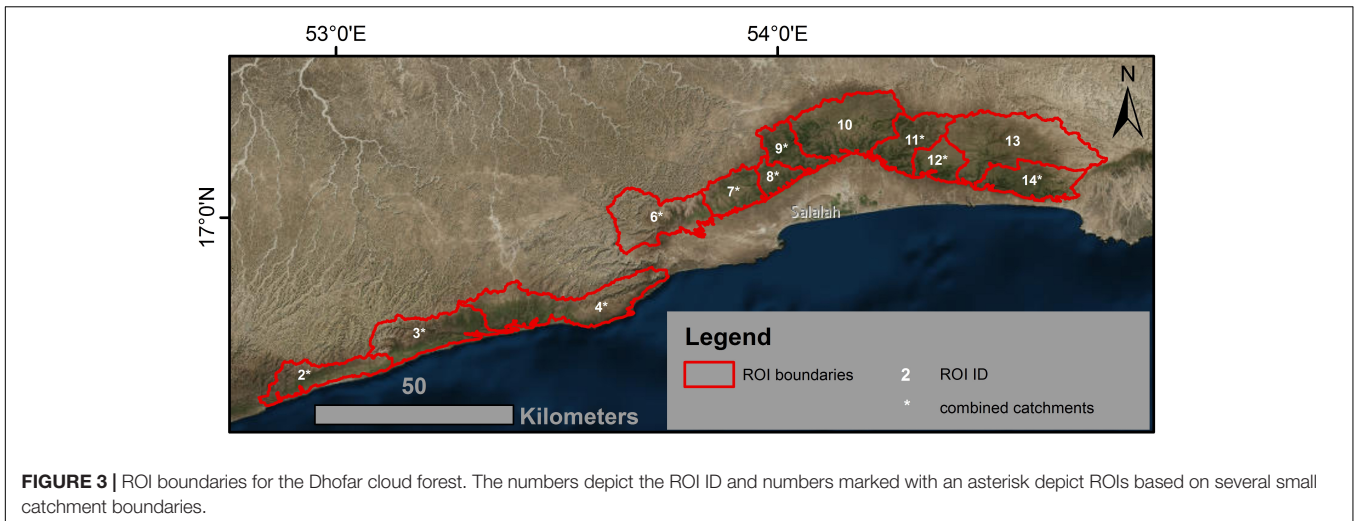 53°0'E
54°0'E
N
17°0'N
10
13
11*
9*
12*
8*
7*
14*
6*
Salalah
4*
3*
2*
50
Kilometers
Legend
ROI boundaries
2 ROI ID
* combined catchments
FIGURE 3 | ROI boundaries for the Dhofar cloud forest. The numbers depict the ROI ID and numbers marked with an asterisk depict ROIs based on several small
catchment boundaries.